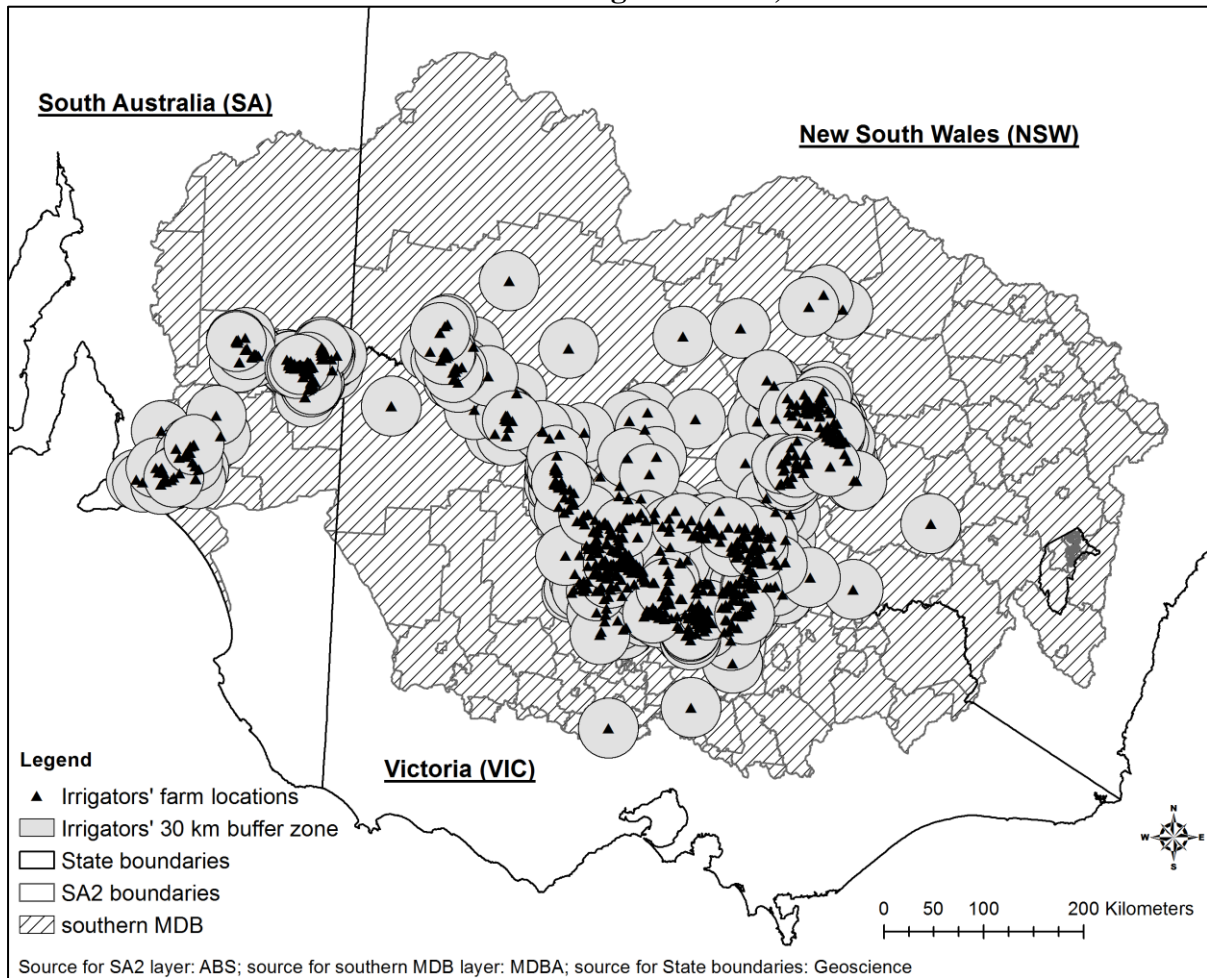 South Australia (SA)
New South Wales (NSW)
Victoria (VIC)
Legend
Irrigators' farm locations
Irrigators' 30 km buffer zone
State boundaries
SA2 boundaries
southern MDB
N
W E
S
0 50 100 200 Kilometers
Source for SA2 layer: ABS; source for southern MDB layer: MDBA; source for State boundaries: Geoscience